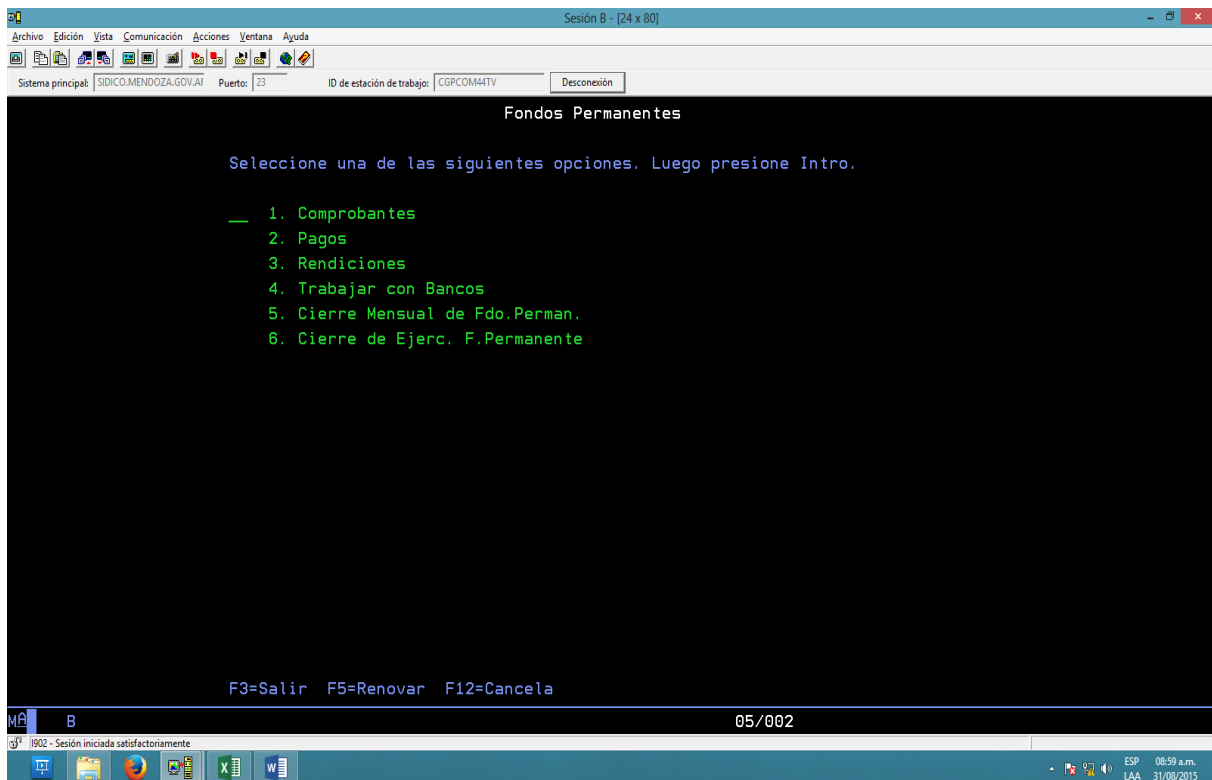 Sesión B - [24 x 80]
Archivo Edición Vista Comunicación Acciones Ventana Ayuda
Sistema principal: SIDICO.MENDOZA.GOV.AR Puerto: 23 ID de estación de trabajo: CGPCOM44TV Desconexión
Fondos Permanentes
Seleccione una de las siguientes opciones. Luego presione Intro.
__ 1. Comprobantes
2. Pagos
3. Rendiciones
4. Trabajar con Bancos
5. Cierre Mensual de Fdo.Perman.
6. Cierre de Ejerc. F.Permanente
F3=Salir F5=Renovar F12=Cancela
MA B 05/002
I902 - Sesión iniciada satisfactoriamente
ESP 08:59 a.m.
LAA 31/08/2015